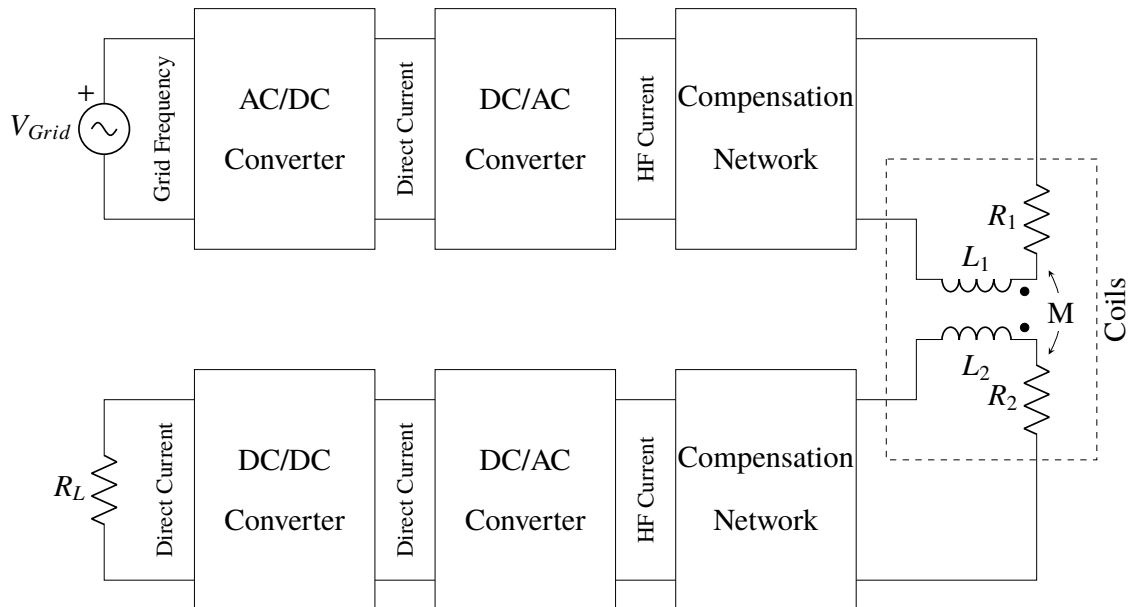 V_Grid
+
Grid Frequency
AC/DC
Converter
Direct Current
DC/AC
Converter
HF Current
Compensation
Network
R_1
L_1
M
Coils
L_2
R_2
R_L
Direct Current
DC/DC
Converter
Direct Current
DC/AC
Converter
HF Current
Compensation
Network